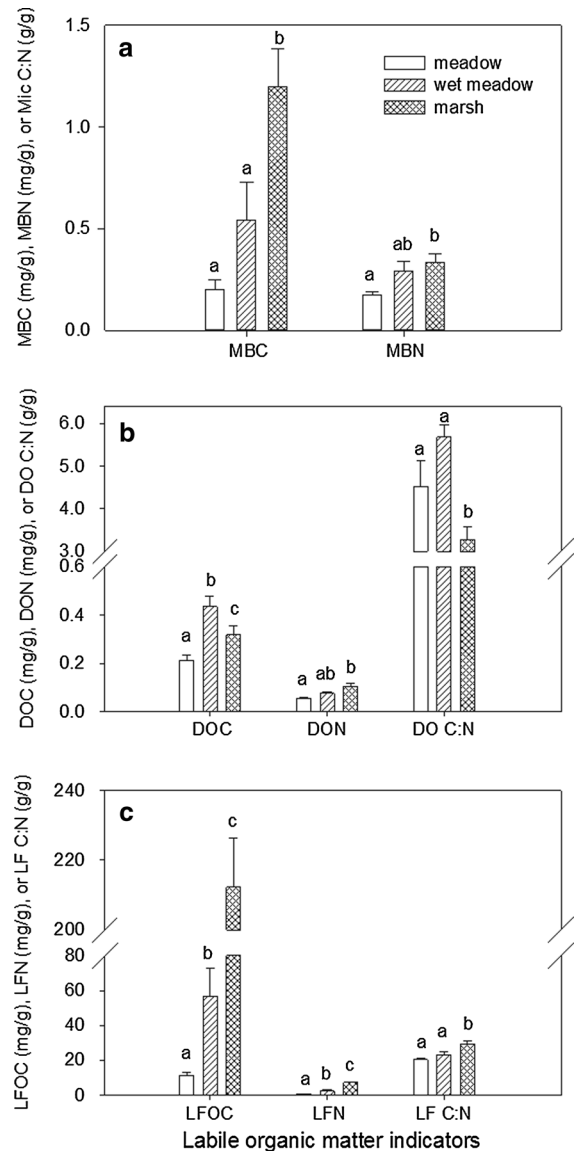 MBC (mg/g), MBN (mg/g), or Mic C:N (g/g)
a
1.5
1.0
0.5
0.0
meadow
wet meadow
marsh
a
a
b
a
ab
b
MBC
MBN
DOC (mg/g), DON (mg/g), or DO C:N (g/g)
b
6.0
5.0
4.0
3.0
0.6
0.4
0.2
0.0
a
b
c
a
ab
b
a
a
b
DOC
DON
DO C:N
LFOC (mg/g), LFN (mg/g), or LF C:N (g/g)
c
240
220
200
80
60
40
20
0
a
b
c
a
b
c
a
a
b
LFOC
LFN
LF C:N
Labile organic matter indicators